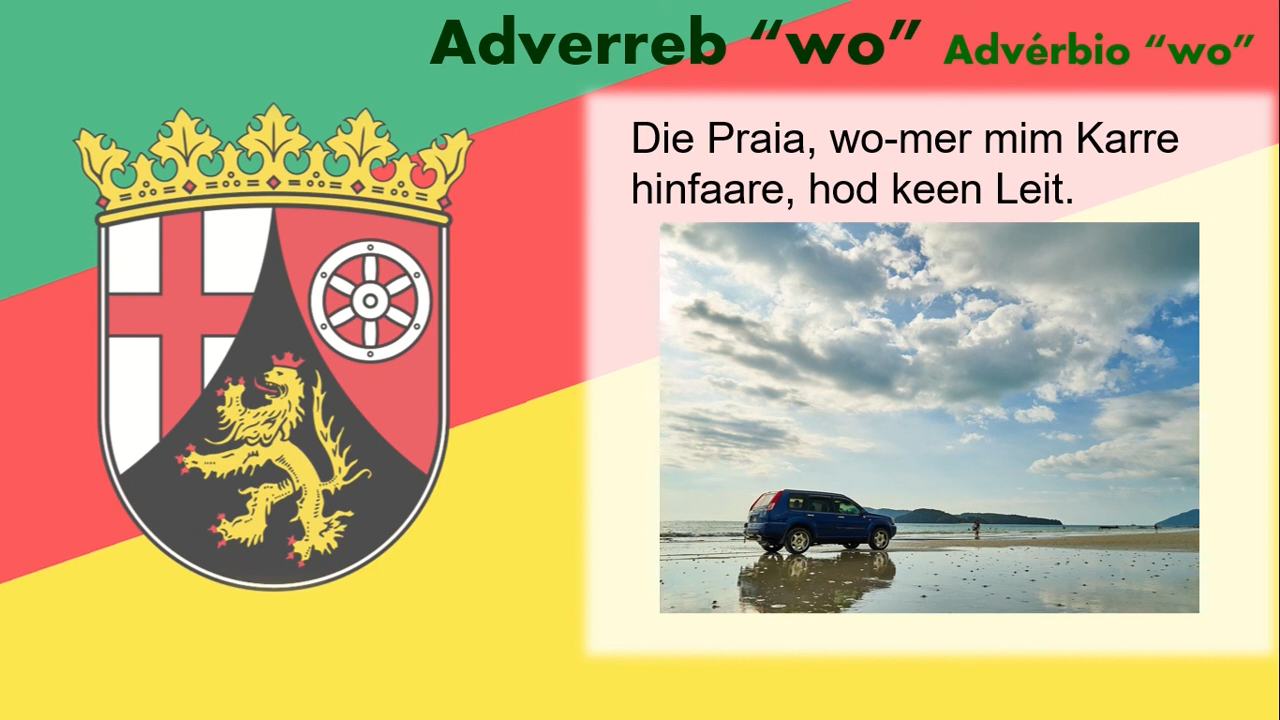 Adverreb “wo” Advérbio “wo”
Die Praia, wo-mer mim Karre
hinfaare, hod keen Leit.